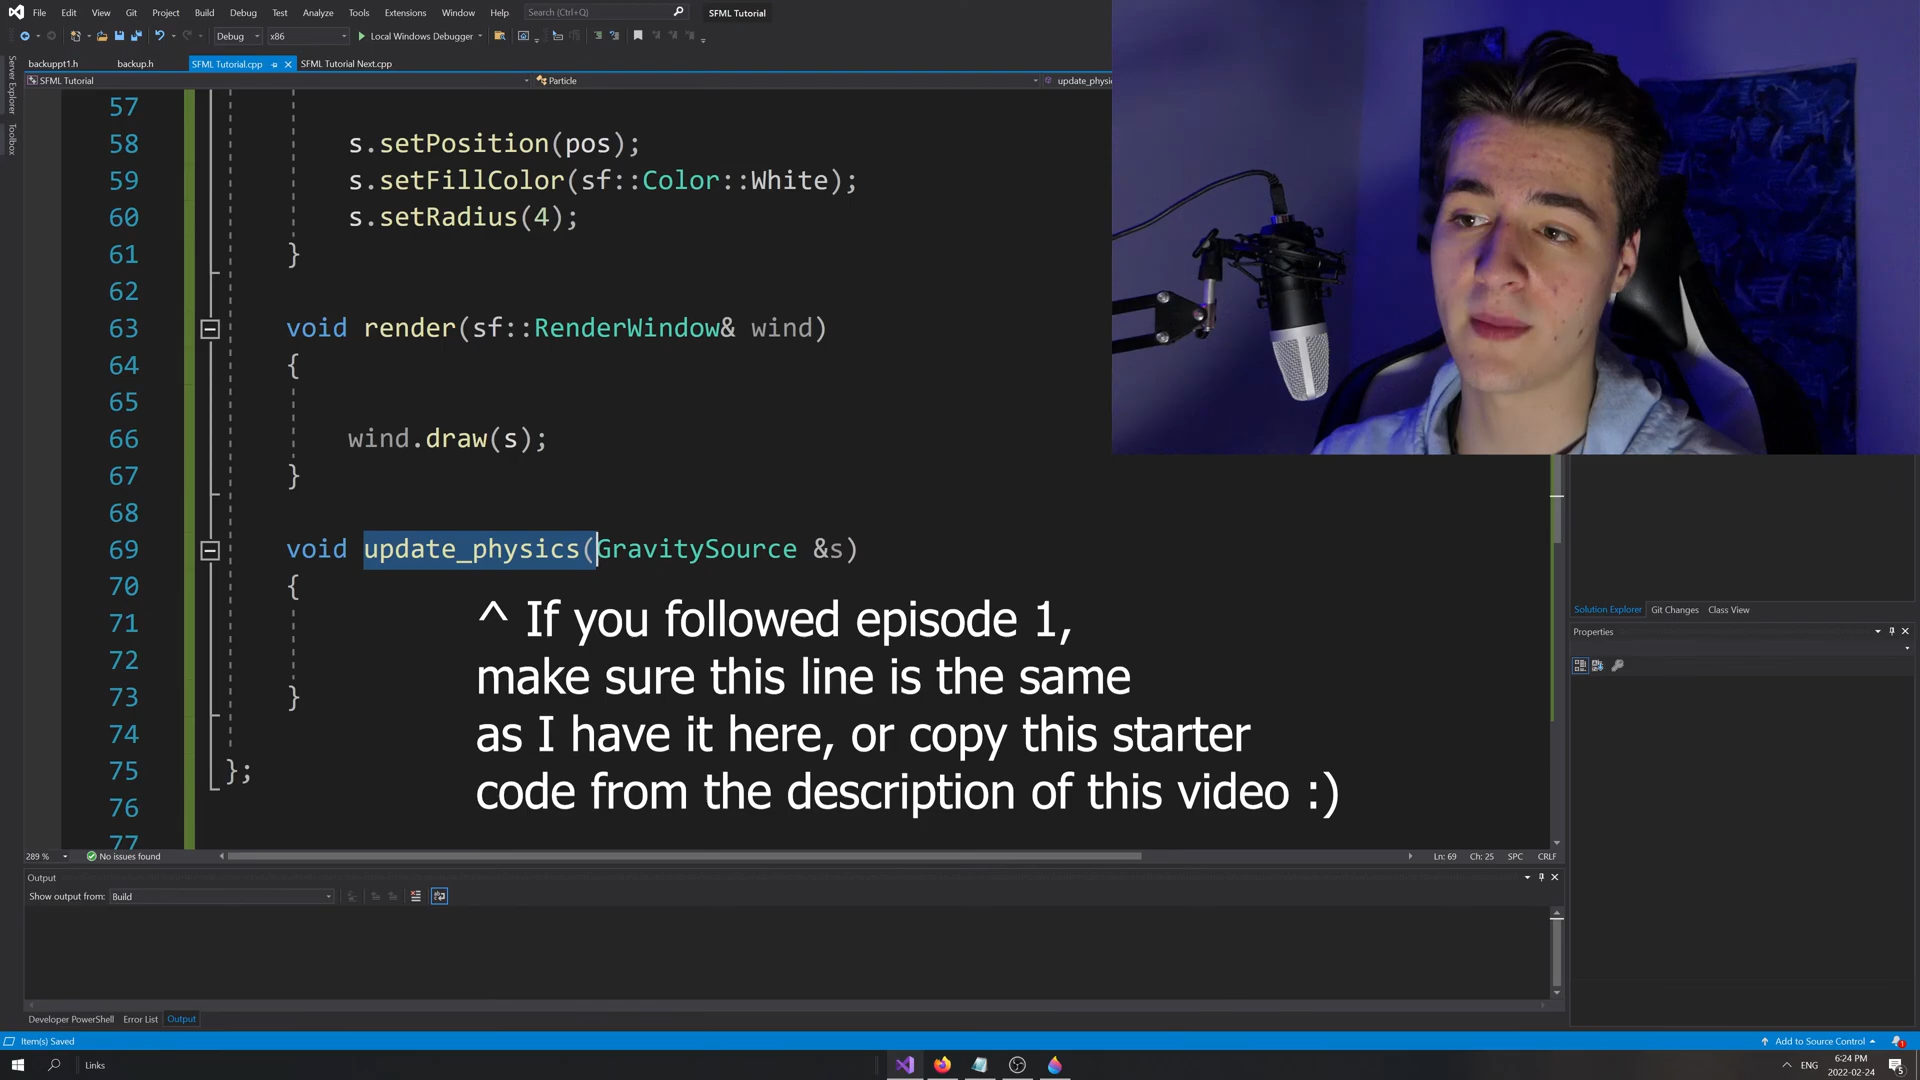 File Edit View Git Project Build Debug Test Analyze Tools Extensions Window Help Search (Ctrl+Q) SFML Tutorial
Debug x86 Local Windows Debugger
backuppt1.h backup.h SFML Tutorial.cpp SFML Tutorial Next.cpp
SFML Tutorial Particle
Server Explorer
Toolbox
57
58 s.setPosition(pos);
59 s.setFillColor(sf::Color::White);
60 s.setRadius(4);
61 }
62
63 void render(sf::RenderWindow& wind)
64 {
65
66 wind.draw(s);
67 }
68
69 void update_physics(GravitySource &s)
70 {
71
72
73 }
74
75 };
76
77
^ If you followed episode 1,
make sure this line is the same
as I have it here, or copy this starter
code from the description of this video :)
Solution Explorer Git Changes Class View
Properties
289 % No issues found Ln: 69 Ch: 25 SPC CRLF
Output
Show output from: Build
Developer PowerShell Error List Output
Item(s) Saved Add to Source Control 1
Links ENG 6:24 PM
2022-02-24 5